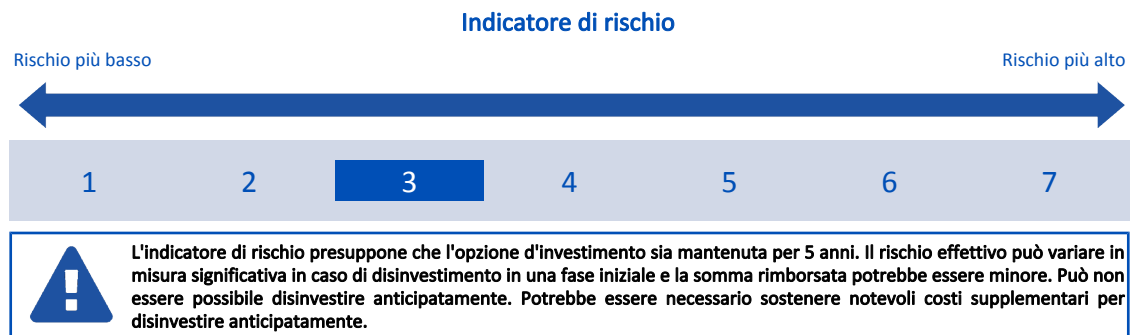 Indicatore di rischio
Rischio più basso
Rischio più alto
1 2 3 4 5 6 7
L'indicatore di rischio presuppone che l'opzione d'investimento sia mantenuta per 5 anni. Il rischio effettivo può variare in
misura significativa in caso di disinvestimento in una fase iniziale e la somma rimborsata potrebbe essere minore. Può non
essere possibile disinvestire anticipatamente. Potrebbe essere necessario sostenere notevoli costi supplementari per
disinvestire anticipatamente.